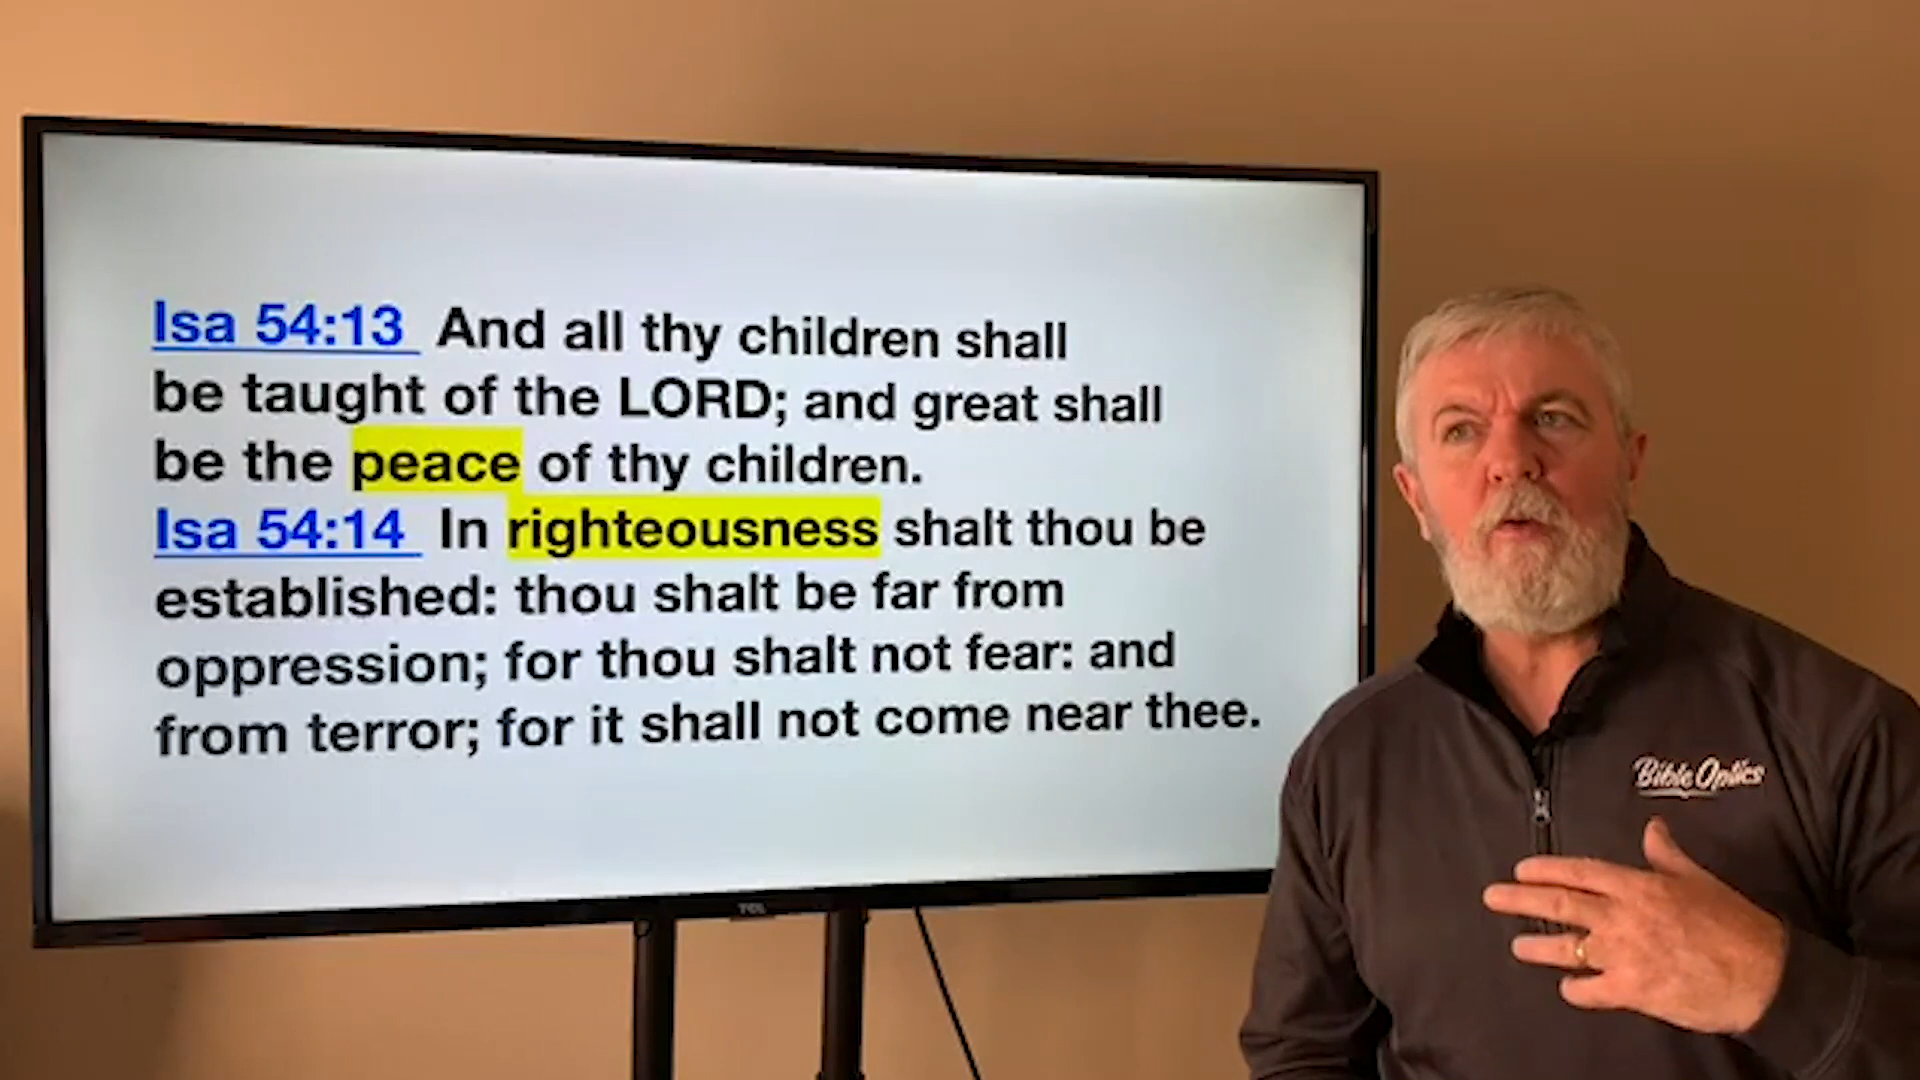 Isa 54:13 And all thy children shall
be taught of the LORD; and great shall
be the peace of thy children.
Isa 54:14 In righteousness shalt thou be
established: thou shalt be far from
oppression; for thou shalt not fear: and
from terror; for it shall not come near thee.
Bible Optics
TCL